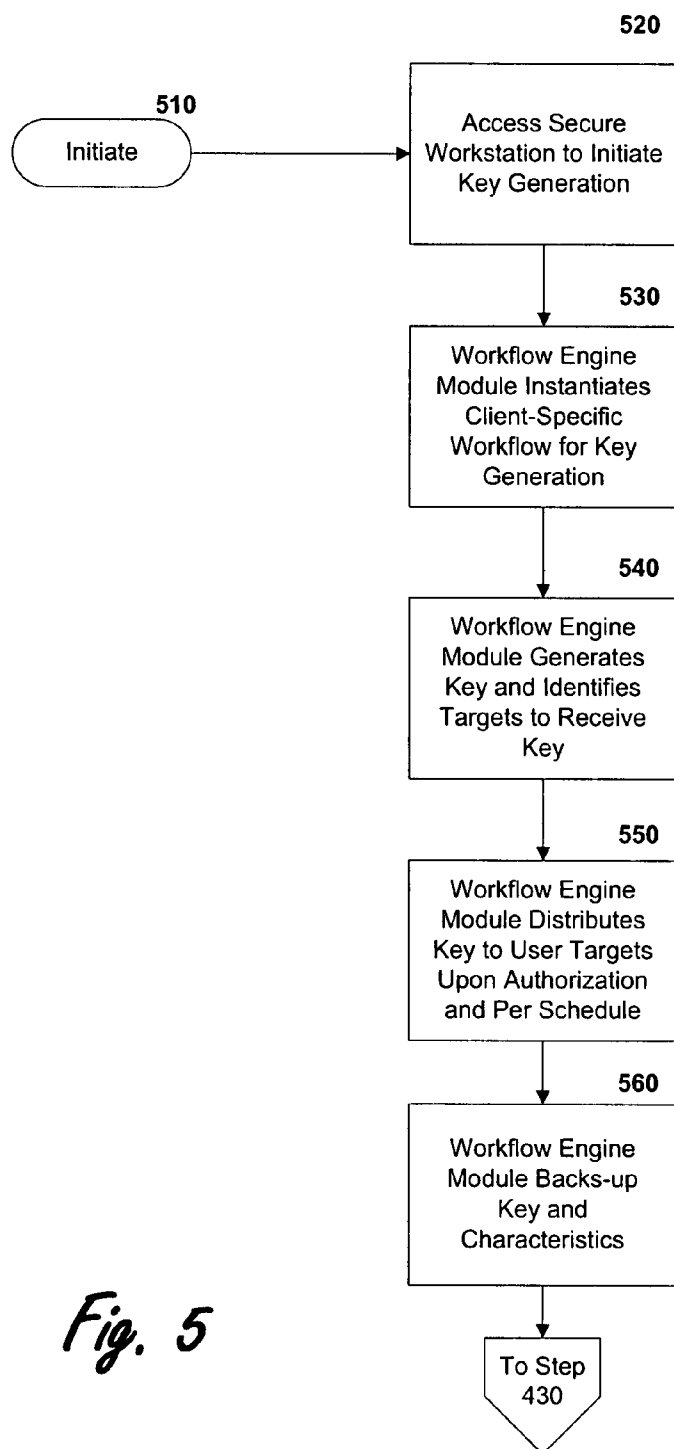 520
510
Initiate
Access Secure
Workstation to Initiate
Key Generation
530
Workflow Engine
Module Instantiates
Client-Specific
Workflow for Key
Generation
540
Workflow Engine
Module Generates
Key and Identifies
Targets to Receive
Key
550
Workflow Engine
Module Distributes
Key to User Targets
Upon Authorization
and Per Schedule
560
Workflow Engine
Module Backs-up
Key and
Characteristics
To Step
430
Fig. 5